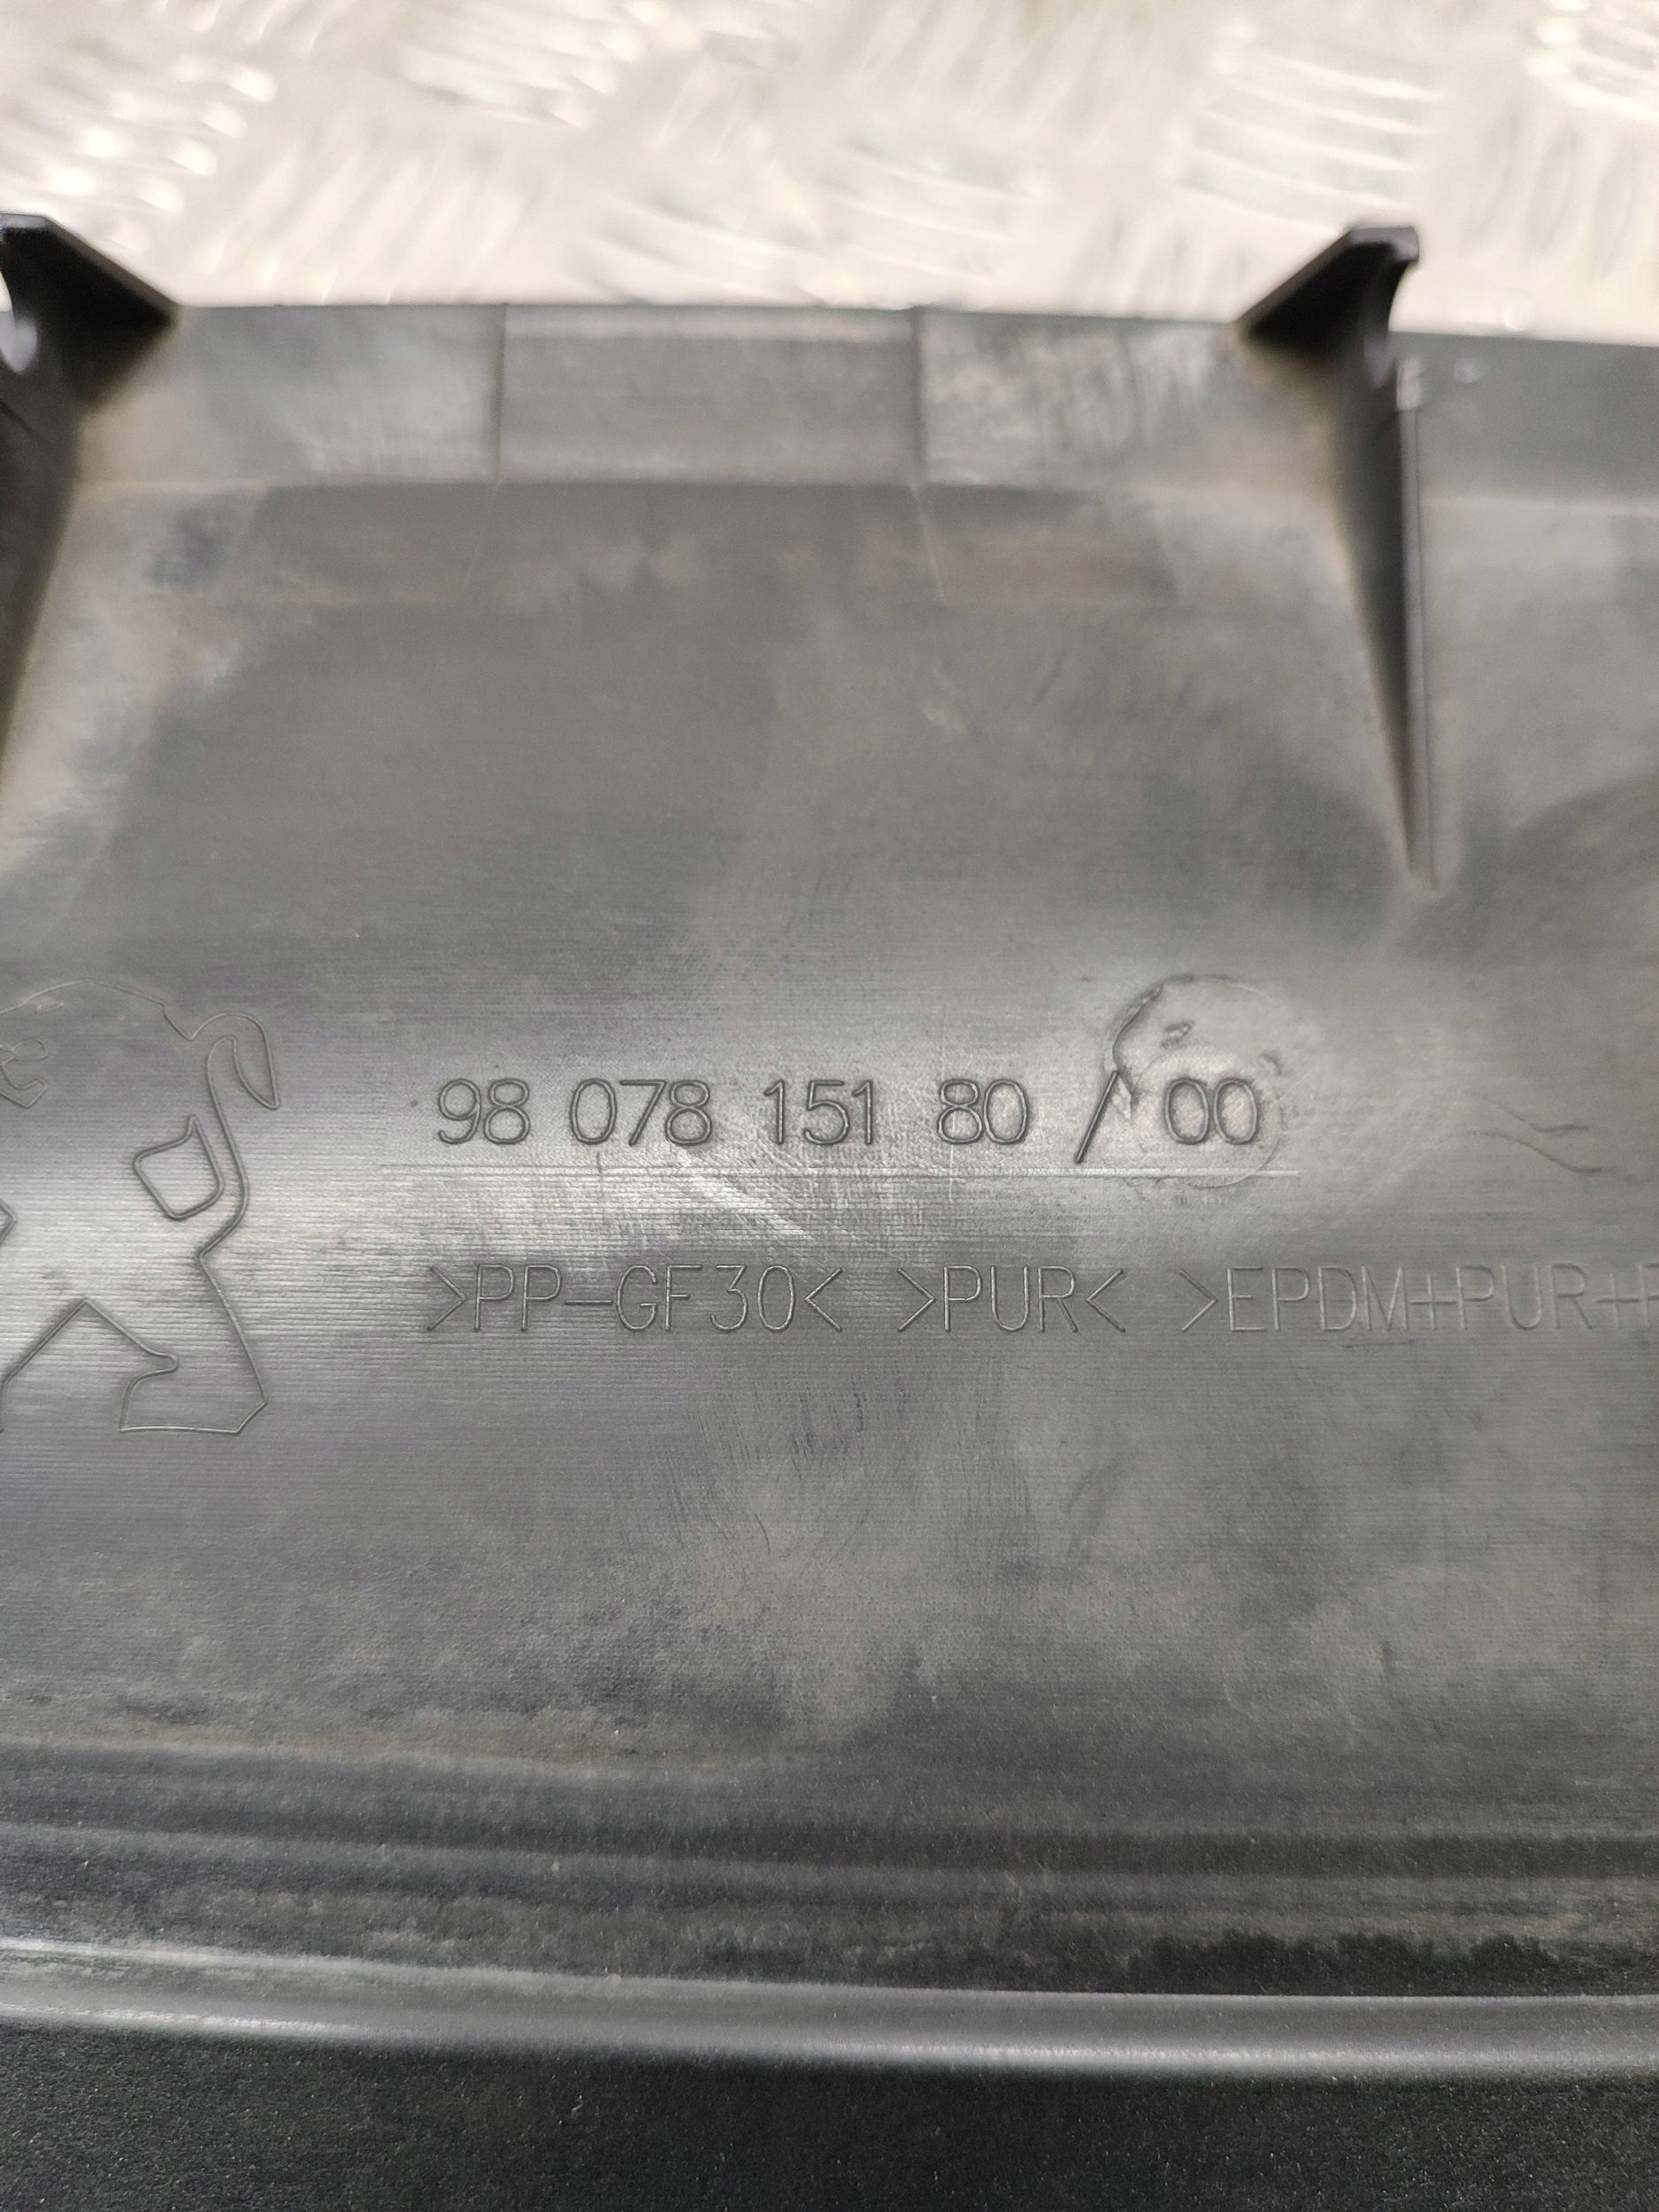 98 078 151 80 / 00
>PP-GF30< >PUR< >EPDM+PUR+